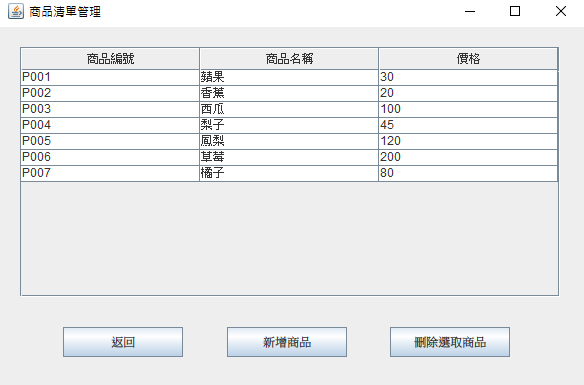 商品清單管理
商品編號 商品名稱 價格
P001 蘋果 30
P002 香蕉 20
P003 西瓜 100
P004 梨子 45
P005 鳳梨 120
P006 草莓 200
P007 橘子 80
返回 新增商品 刪除選取商品